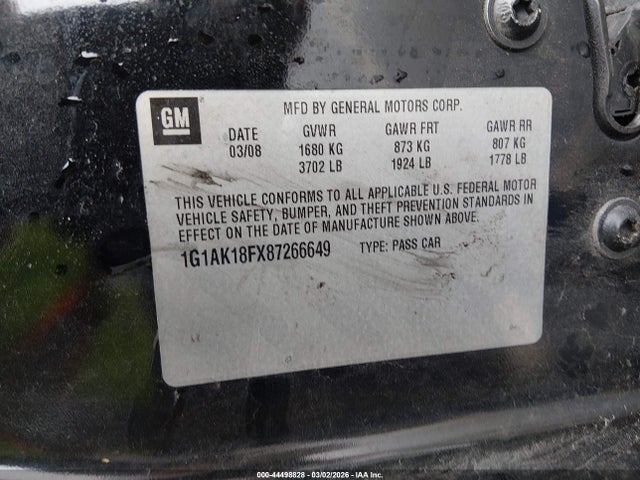 GM
MFD BY GENERAL MOTORS CORP.
DATE GVWR GAWR FRT GAWR RR
03/08 1680 KG 873 KG 807 KG
3702 LB 1924 LB 1778 LB
THIS VEHICLE CONFORMS TO ALL APPLICABLE U.S. FEDERAL MOTOR
VEHICLE SAFETY, BUMPER, AND THEFT PREVENTION STANDARDS IN
EFFECT ON THE DATE OF MANUFACTURE SHOWN ABOVE.
1G1AK18FX87266649 TYPE: PASS CAR
000-44498828 - 03/02/2026 - IAA Inc.